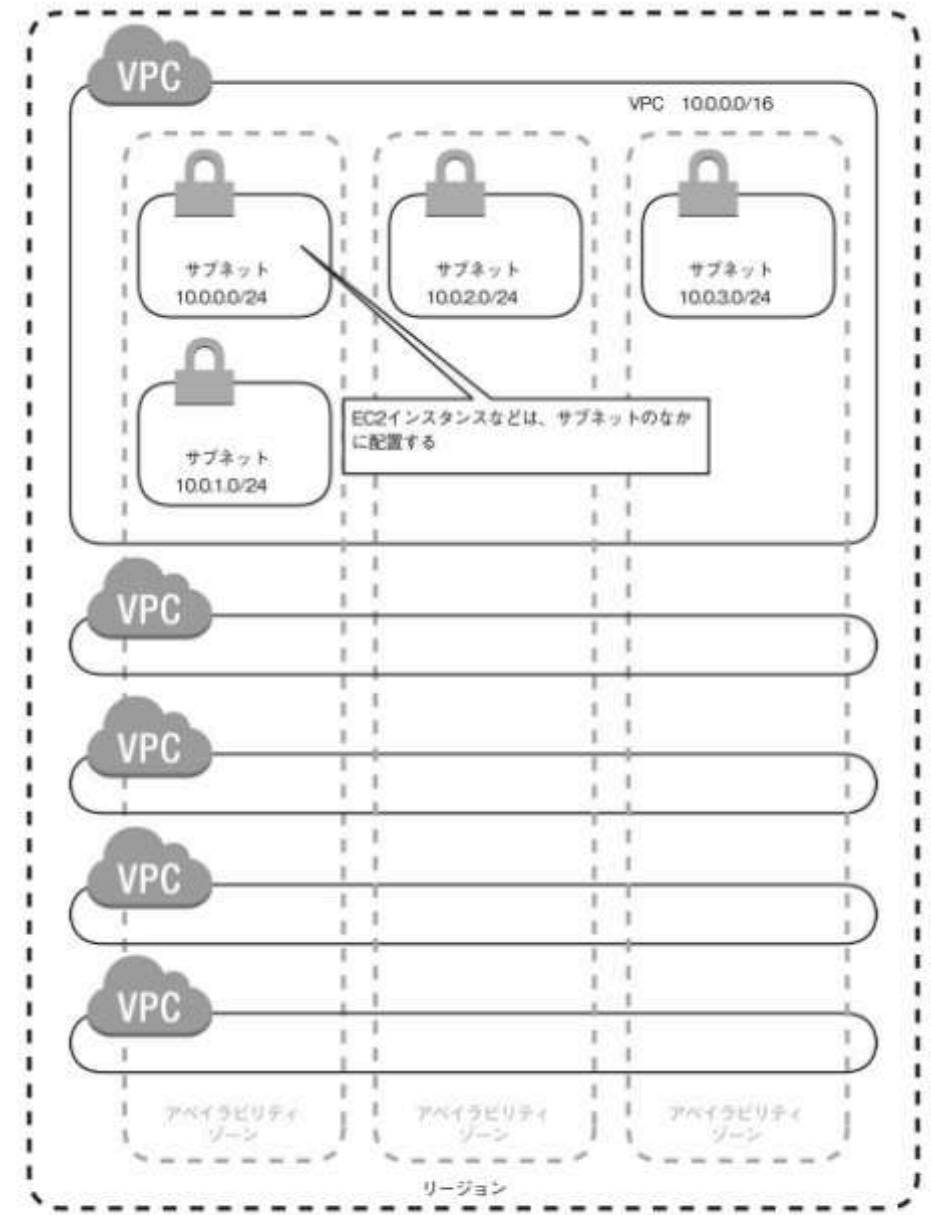 VPC
VPC 10.0.0.0/16
サブネット
10.0.0.0/24
サブネット
10.0.2.0/24
サブネット
10.0.3.0/24
サブネット
10.0.1.0/24
EC2インスタンスなどは、サブネットのなか
に配置する
VPC
VPC
VPC
VPC
アベイラビリティ
ゾーン
アベイラビリティ
ゾーン
アベイラビリティ
ゾーン
リージョン